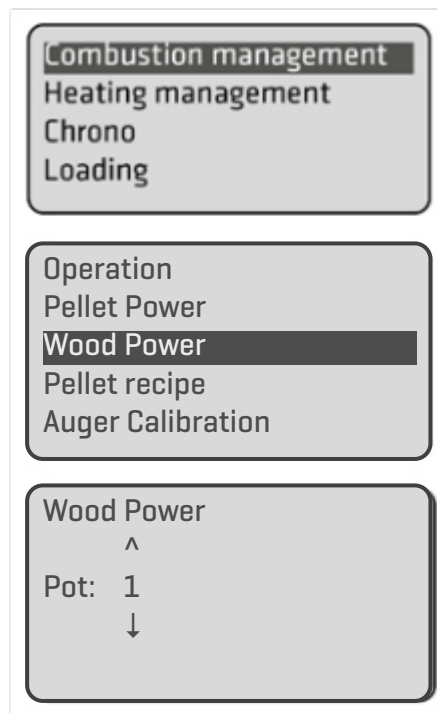 Combustion management
Heating management
Chrono
Loading
Operation
Pellet Power
Wood Power
Pellet recipe
Auger Calibration
Wood Power
^
Pot: 1
↓